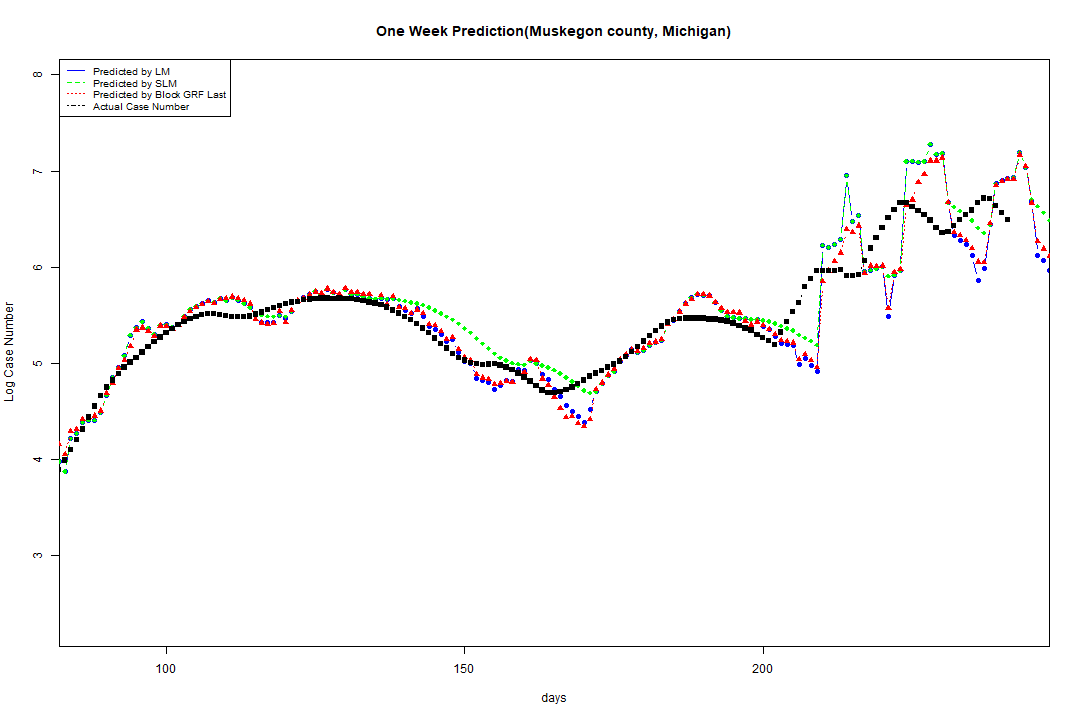 One Week Prediction(Muskegon county, Michigan)
Predicted by LM
Predicted by SLM
Predicted by Block GRF Last
Actual Case Number
8
7
6
5
4
3
Log Case Number
100 150 200
days